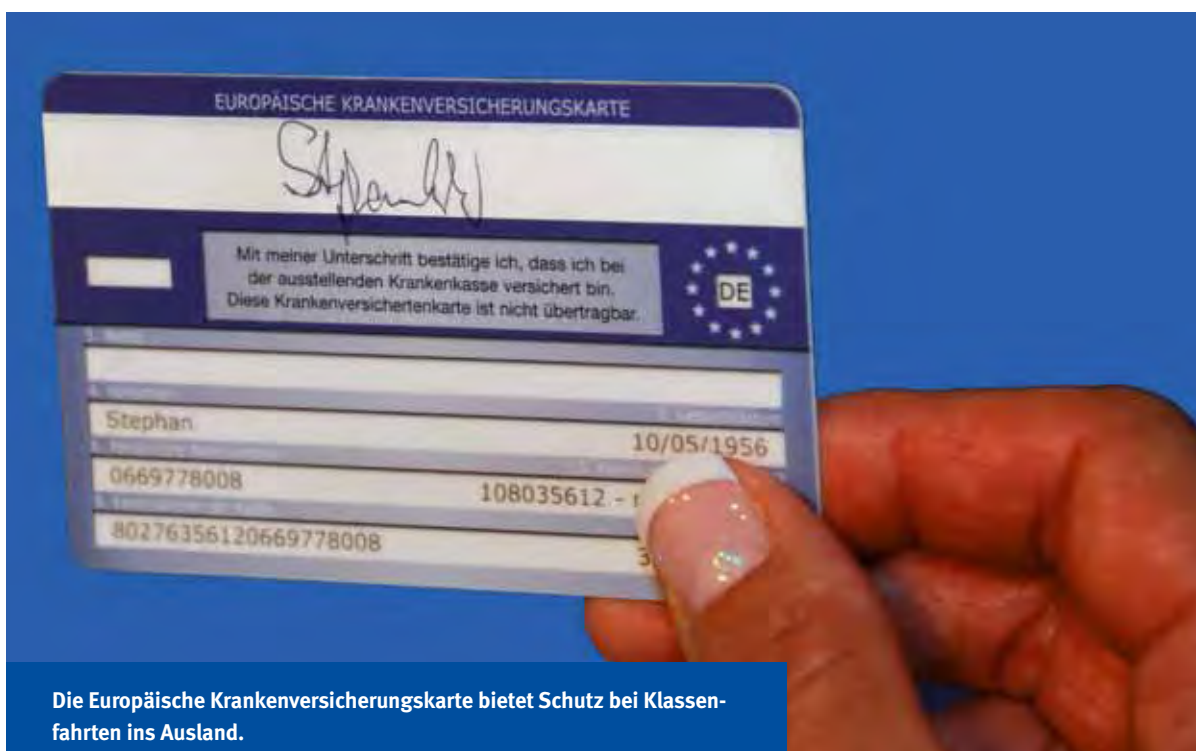 EUROPÄISCHE KRANKENVERSICHERUNGSKARTE
Mit meiner Unterschrift bestätige ich, dass ich bei
der ausstellenden Krankenkasse versichert bin.
Diese Krankenversichertenkarte ist nicht übertragbar.
DE
Stephan
10/05/1956
0669778008
108035612 -
80276356120669778008
3
Die Europäische Krankenversicherungskarte bietet Schutz bei Klassen-
fahrten ins Ausland.